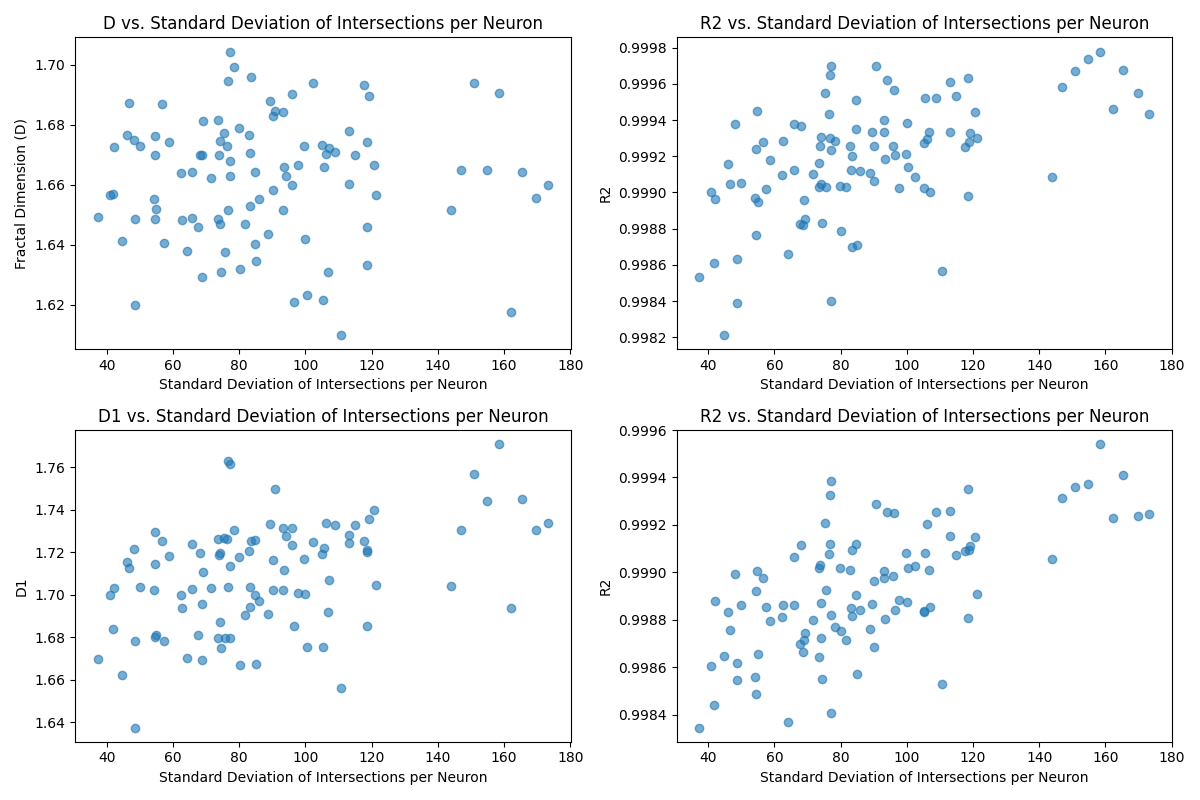 D vs. Standard Deviation of Intersections per Neuron
Fractal Dimension (D)
1.70
1.68
1.66
1.64
1.62
40 60 80 100 120 140 160 180
Standard Deviation of Intersections per Neuron
R2 vs. Standard Deviation of Intersections per Neuron
R2
0.9998
0.9996
0.9994
0.9992
0.9990
0.9988
0.9986
0.9984
0.9982
40 60 80 100 120 140 160 180
Standard Deviation of Intersections per Neuron
D1 vs. Standard Deviation of Intersections per Neuron
D1
1.76
1.74
1.72
1.70
1.68
1.66
1.64
40 60 80 100 120 140 160 180
Standard Deviation of Intersections per Neuron
R2 vs. Standard Deviation of Intersections per Neuron
R2
0.9996
0.9994
0.9992
0.9990
0.9988
0.9986
0.9984
40 60 80 100 120 140 160 180
Standard Deviation of Intersections per Neuron